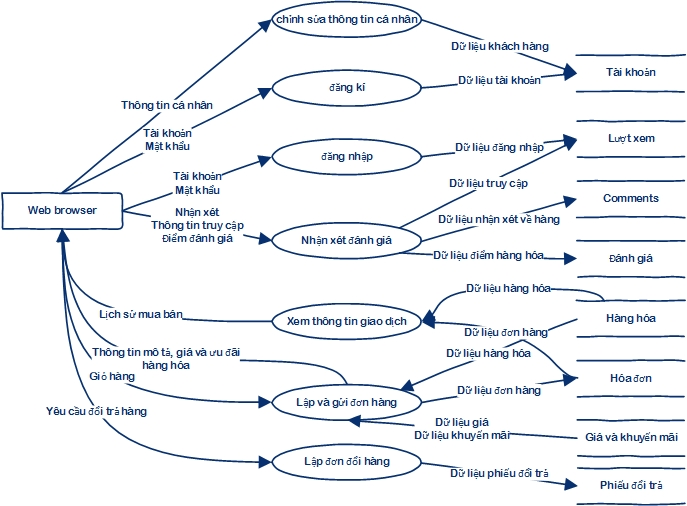 chỉnh sửa thông tin cá nhân
Dữ liệu khách hàng
Tài khoản
đăng kí
Dữ liệu tài khoản
Thông tin cá nhân
Tài khoản
Mật khẩu
Lượt xem
đăng nhập
Dữ liệu đăng nhập
Tài khoản
Mật khẩu
Dữ liệu truy cập
Comments
Web browser
Nhận xét
Thông tin truy cập
Điểm đánh giá
Dữ liệu nhận xét về hàng
Nhận xét đánh giá
Dữ liệu điểm hàng hóa
Đánh giá
Dữ liệu hàng hóa
Lịch sử mua bán
Xem thông tin giao dịch
Hàng hóa
Dữ liệu đơn hàng
Thông tin mô tả, giá và ưu đãi
hàng hóa
Dữ liệu hàng hóa
Giỏ hàng
Hóa đơn
Dữ liệu đơn hàng
Lập và gửi đơn hàng
Yêu cầu đổi trả hàng
Dữ liệu giá
Dữ liệu khuyến mãi
Giá và khuyến mãi
Lập đơn đổi hàng
Dữ liệu phiếu đổi trả
Phiếu đổi trả